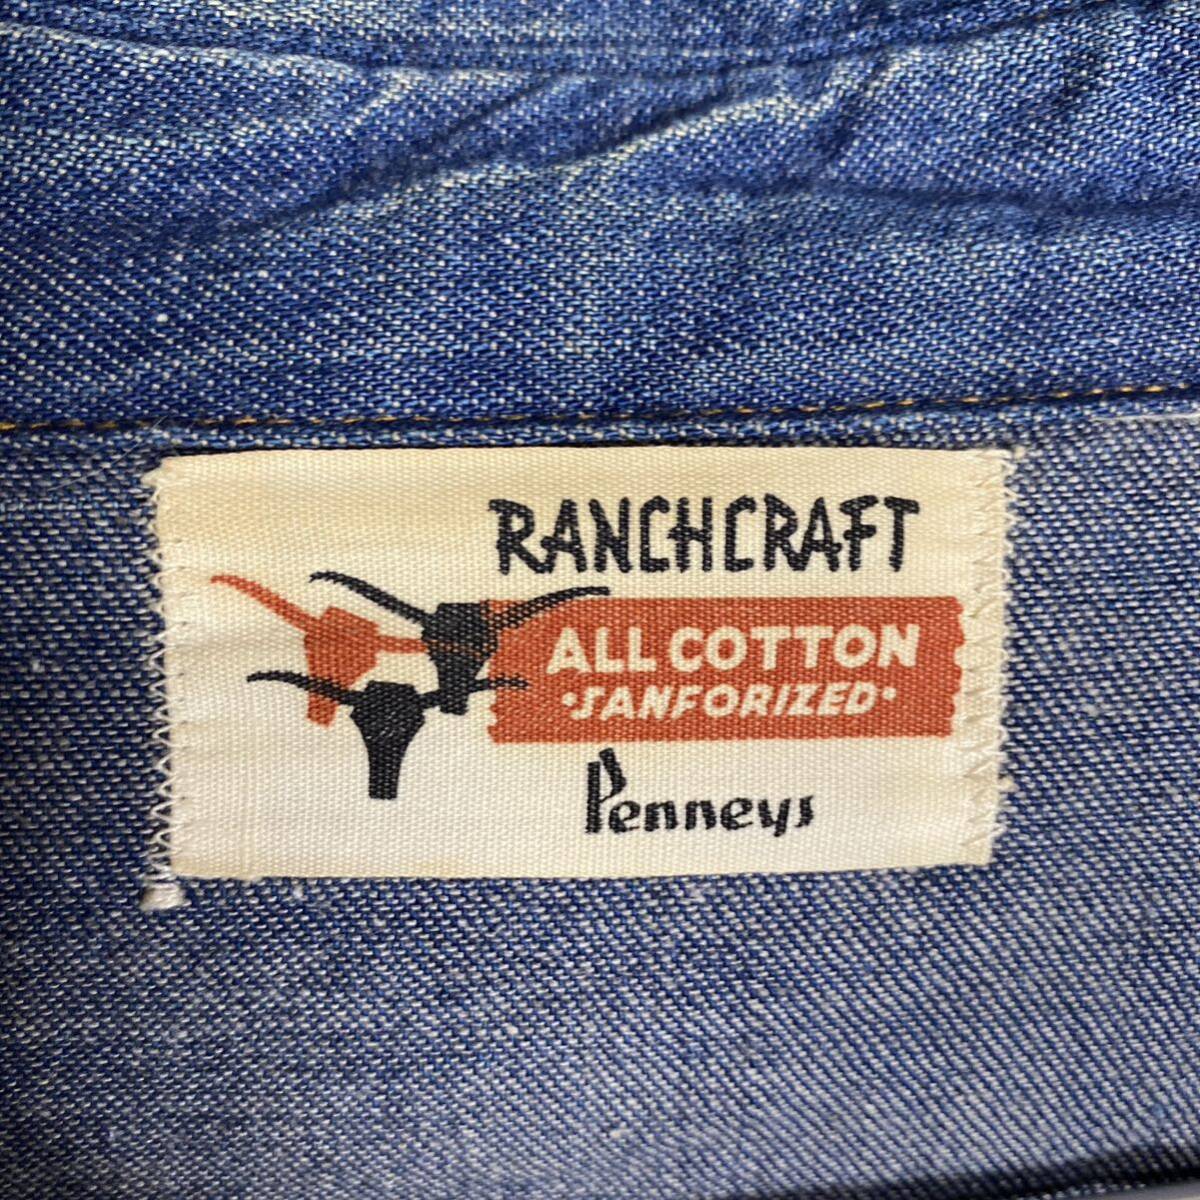 RANCHCRAFT
ALL COTTON
·SANFORIZED·
Penneys